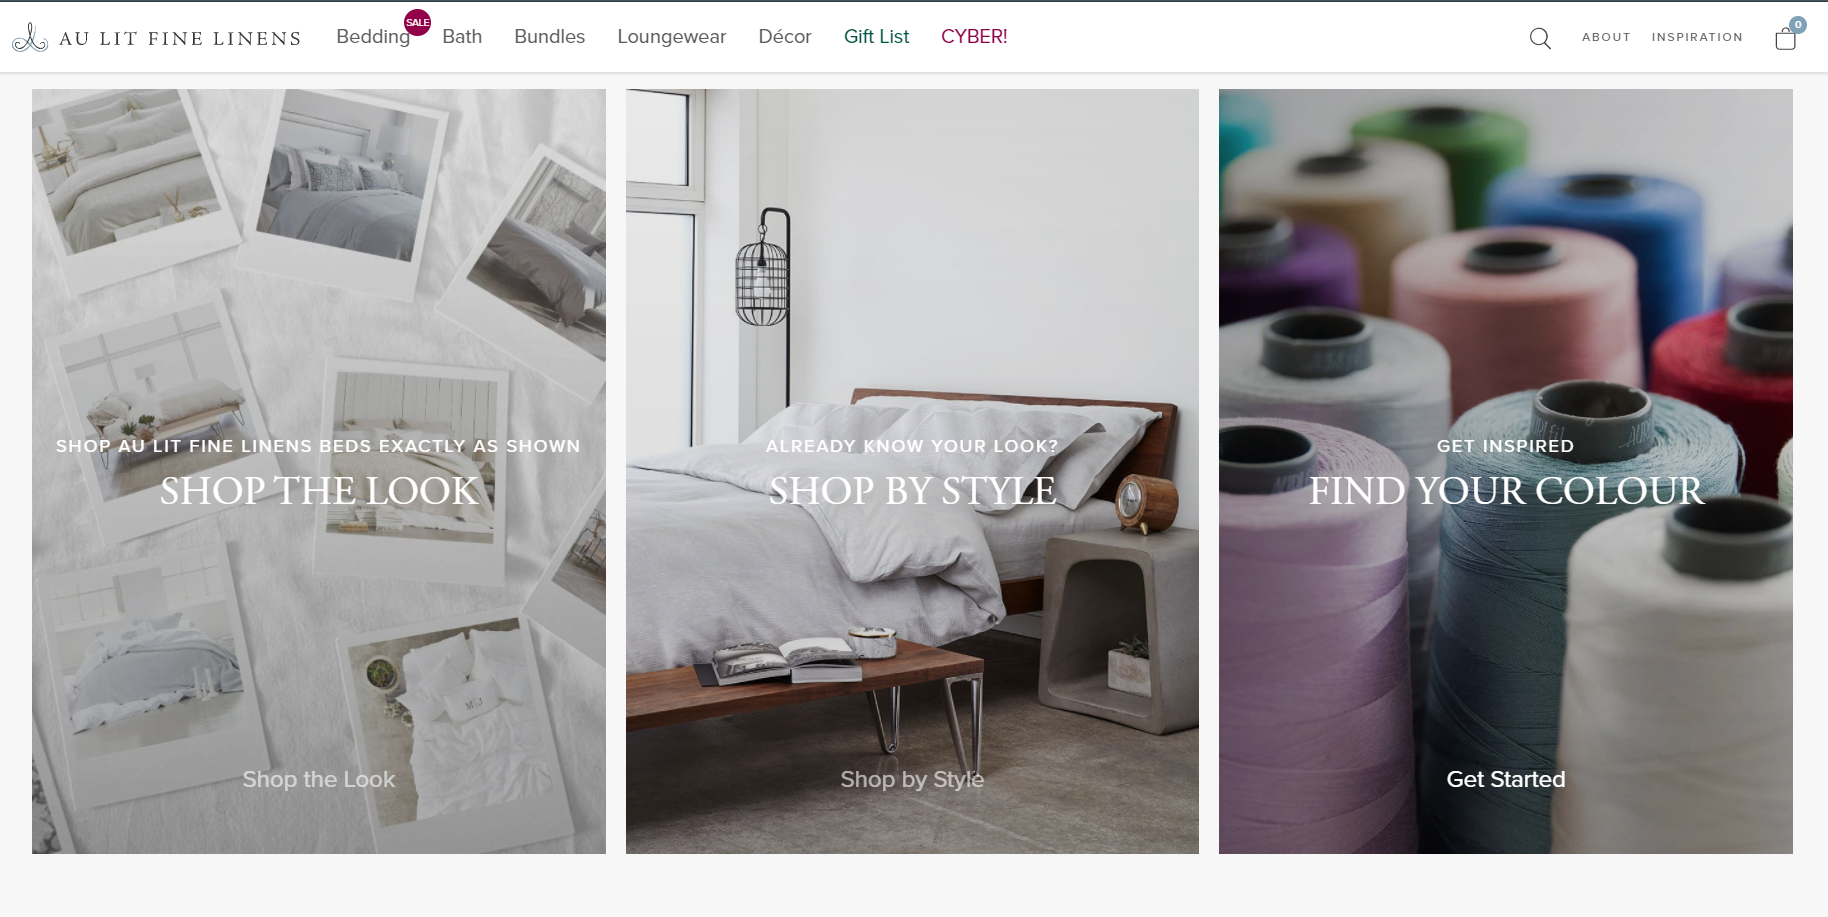 AU LIT FINE LINENS
Bedding
SALE
Bath
Bundles
Loungewear
Décor
Gift List
CYBER!
ABOUT
INSPIRATION
0
SHOP AU LIT FINE LINENS BEDS EXACTLY AS SHOWN
SHOP THE LOOK
M J
Shop the Look
ALREADY KNOW YOUR LOOK?
SHOP BY STYLE
Shop by Style
GET INSPIRED
FIND YOUR COLOUR
Get Started